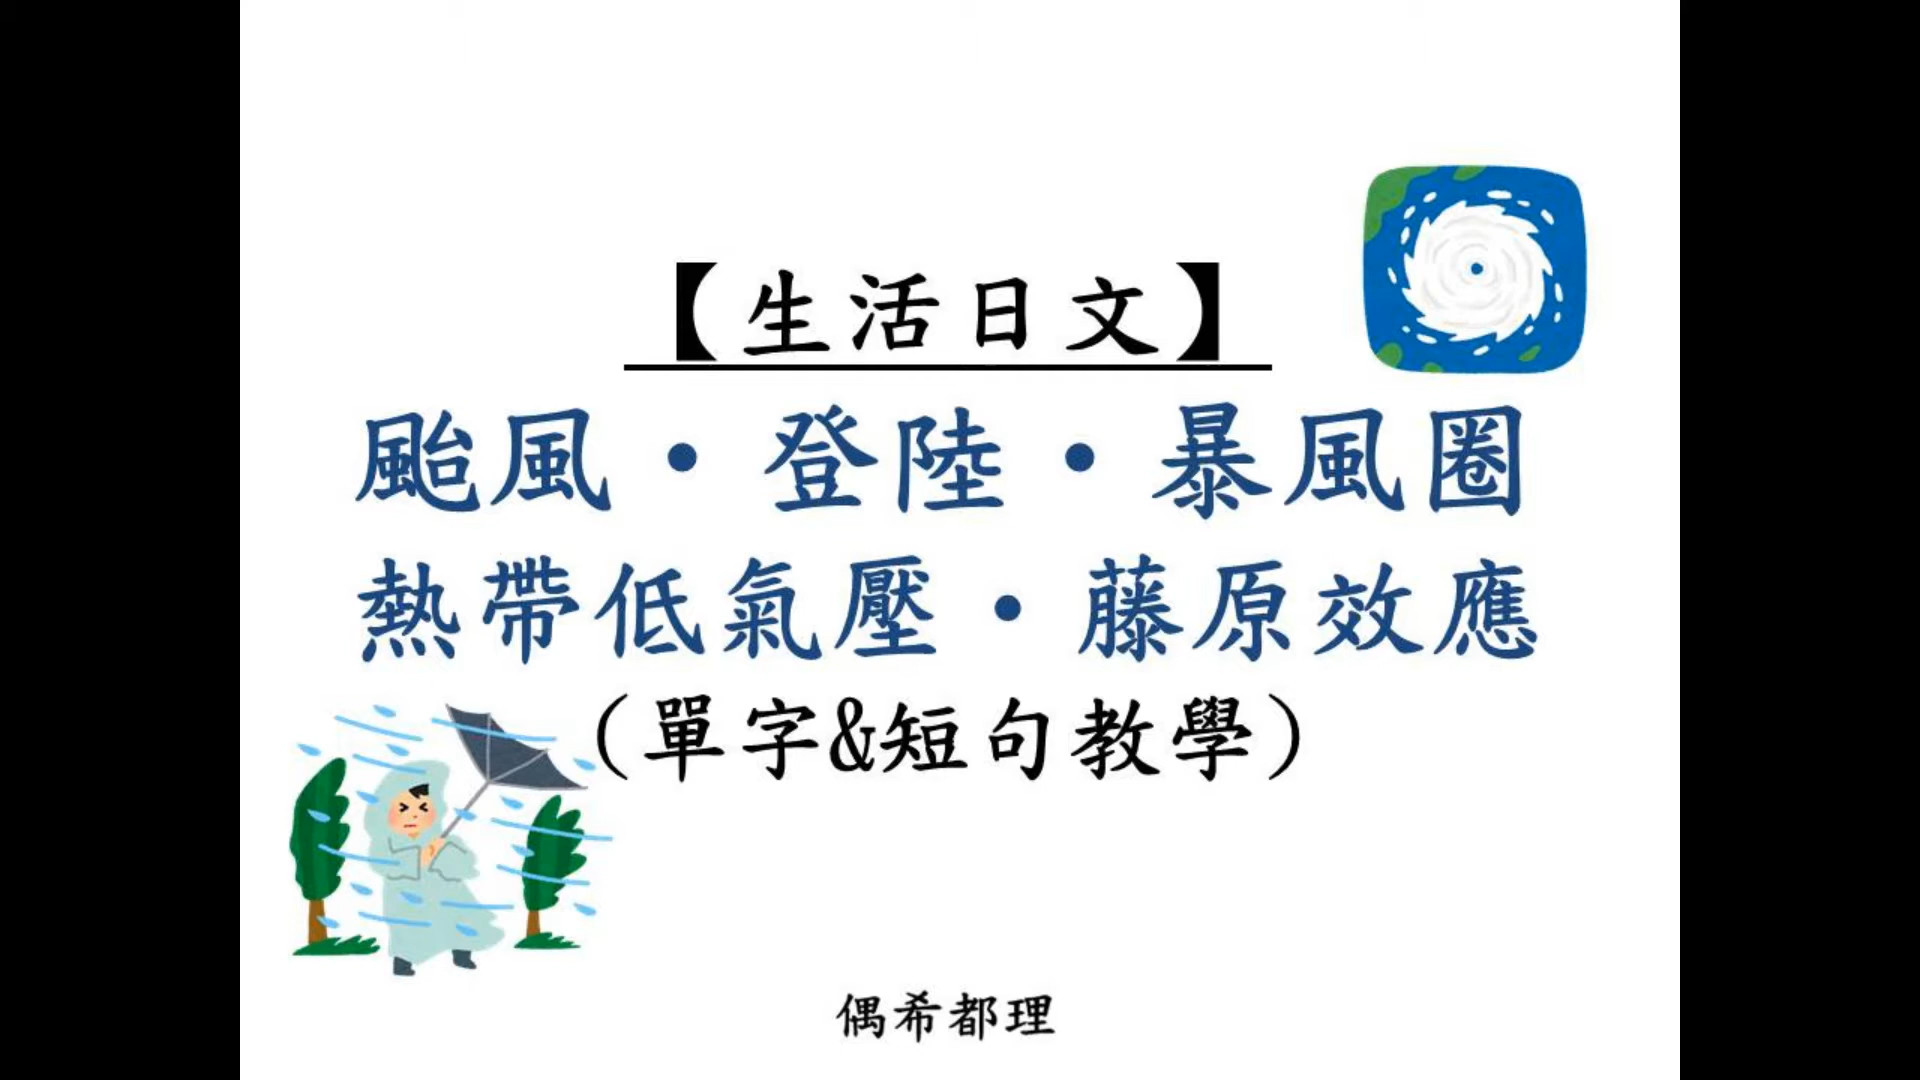 【生活日文】
颱風・登陸・暴風圈
熱帶低氣壓・藤原效應
（單字&短句教學）
偶希都理